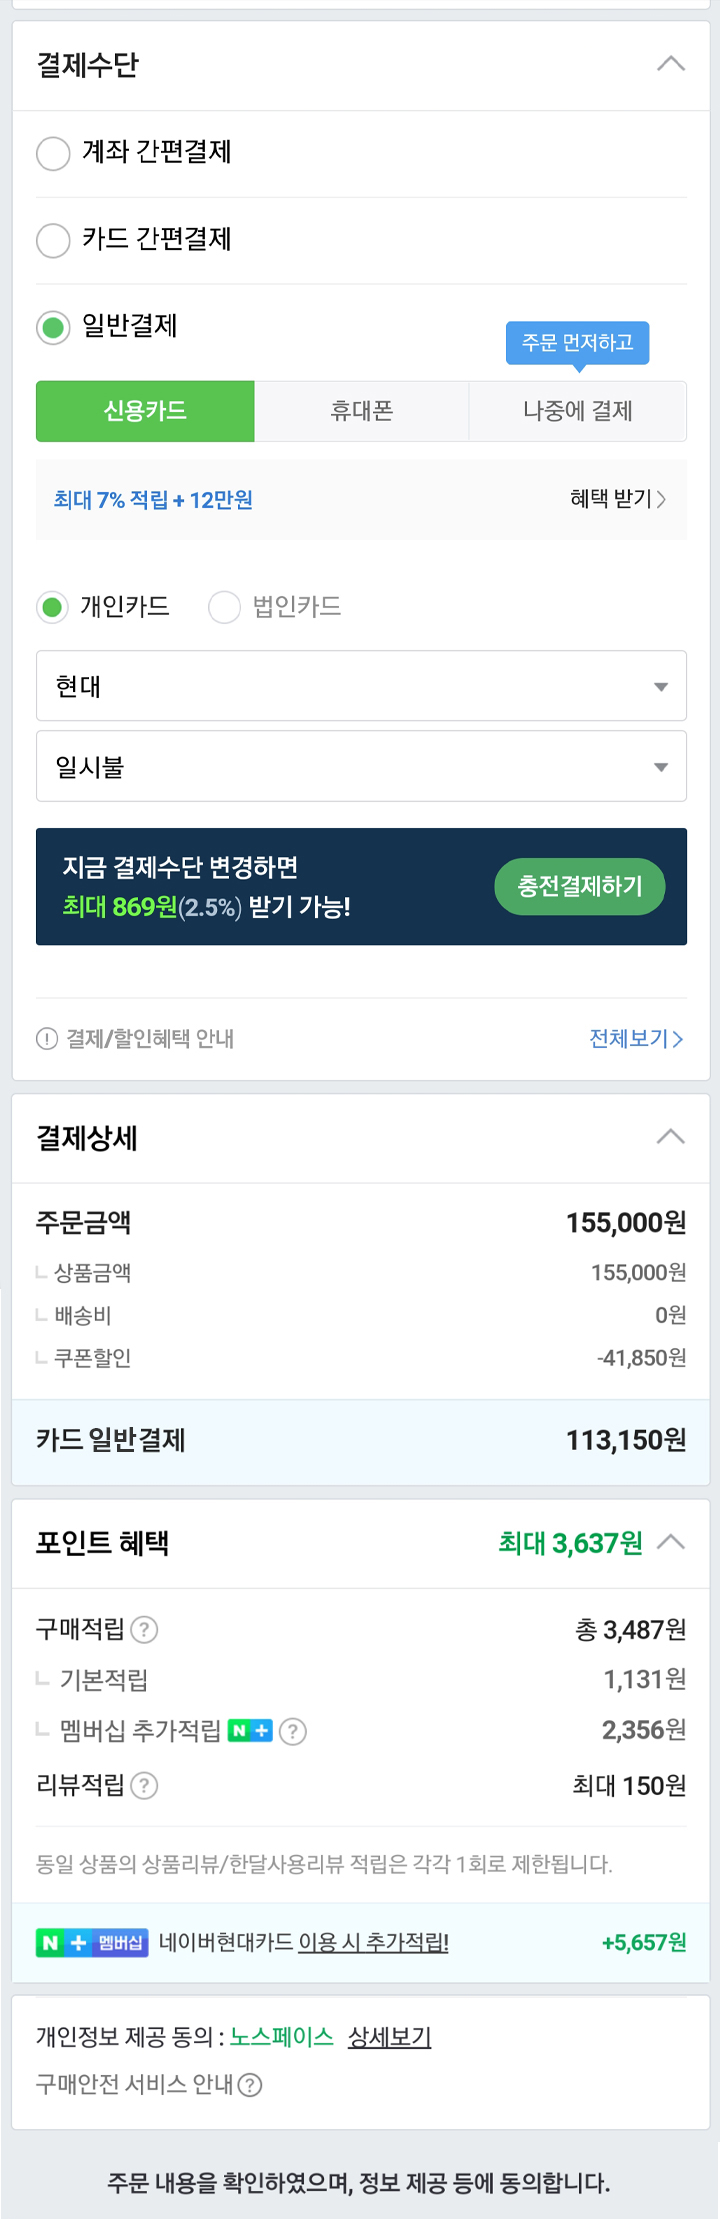 결제수단
계좌 간편결제
카드 간편결제
일반결제
주문 먼저하고
신용카드 휴대폰 나중에 결제
최대 7% 적립 + 12만원 혜택 받기
개인카드 법인카드
현대
일시불
지금 결제수단 변경하면
최대 869원(2.5%) 받기 가능!
충전결제하기
결제/할인혜택 안내 전체보기
결제상세
주문금액 155,000원
상품금액 155,000원
배송비 0원
쿠폰할인 -41,850원
카드 일반결제 113,150원
포인트 혜택 최대 3,637원
구매적립 ? 총 3,487원
기본적립 1,131원
멤버십 추가적립 N + ? 2,356원
리뷰적립 ? 최대 150원
동일 상품의 상품리뷰/한달사용리뷰 적립은 각각 1회로 제한됩니다.
N + 멤버십 네이버현대카드 이용 시 추가적립! +5,657원
개인정보 제공 동의 : 노스페이스 상세보기
구매안전 서비스 안내 ?
주문 내용을 확인하였으며, 정보 제공 등에 동의합니다.